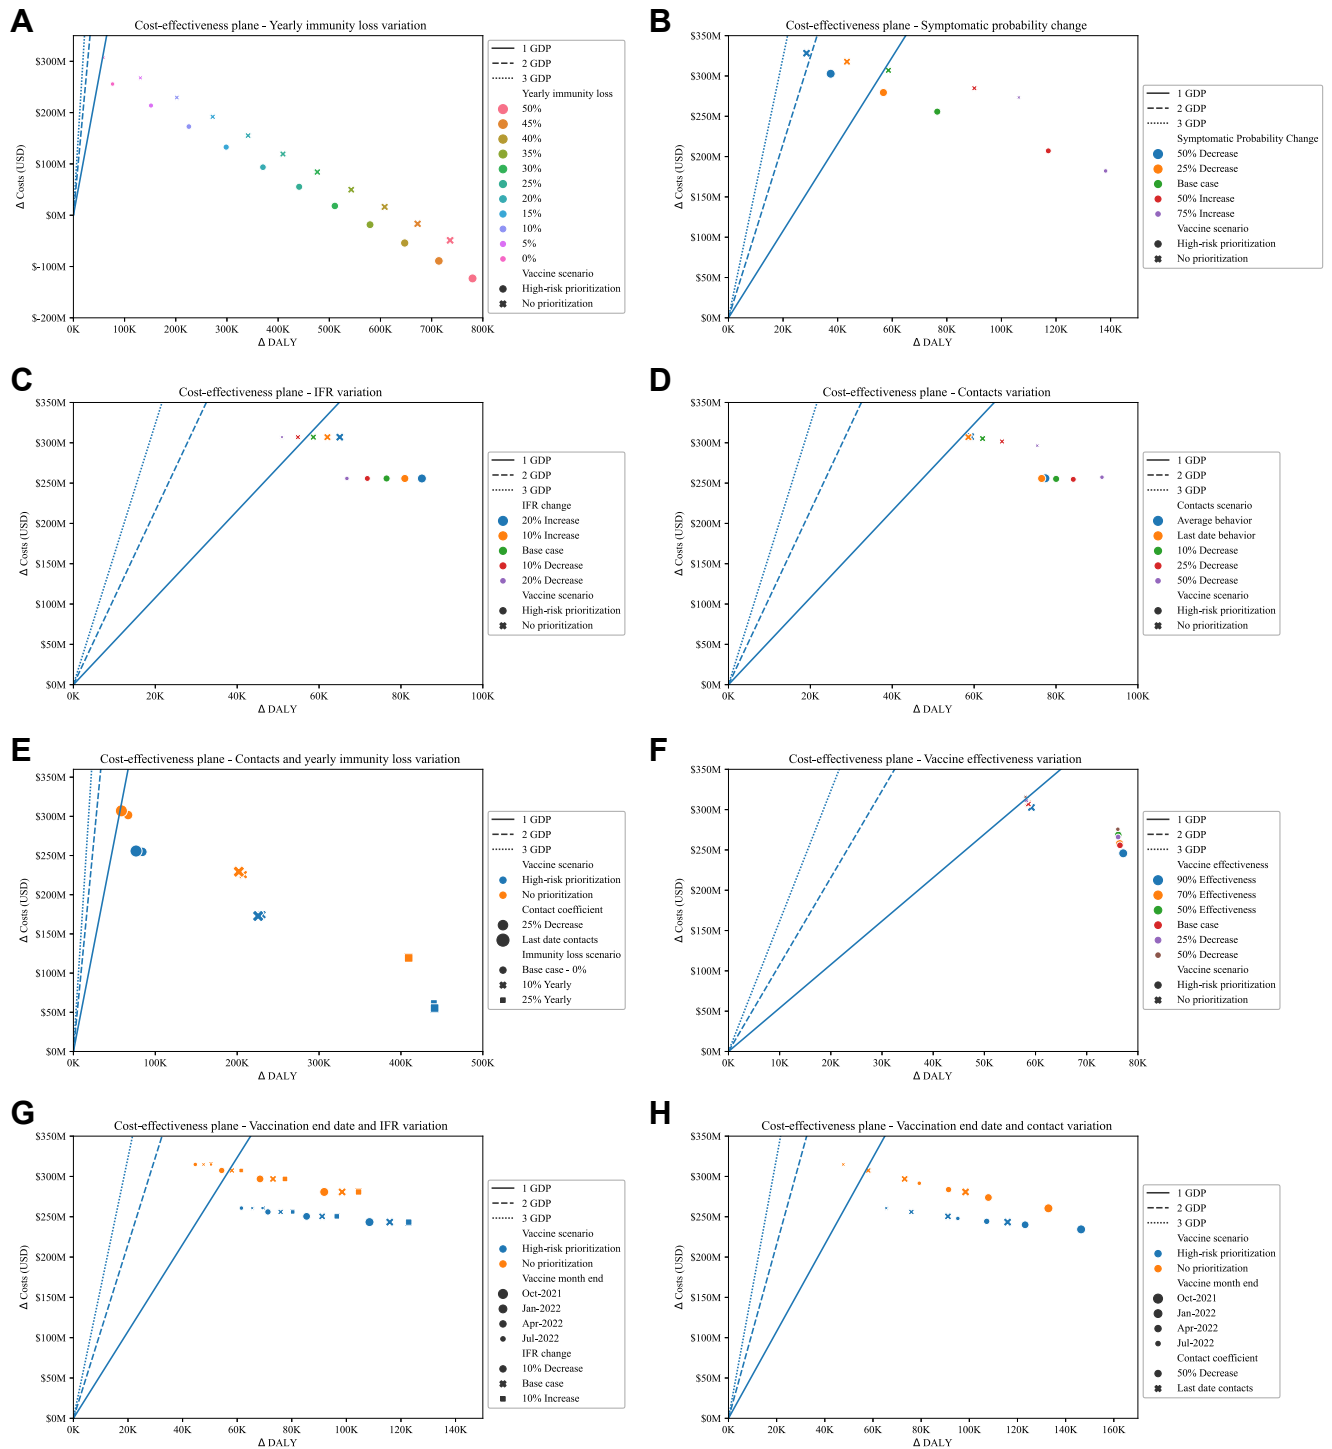 A
Cost-effectiveness plane - Yearly immunity loss variation
$300M
$200M
$100M
$0M
$-100M
$-200M
Δ Costs (USD)
0K 100K 200K 300K 400K 500K 600K 700K 800K
Δ DALY
1 GDP
2 GDP
3 GDP
Yearly immunity loss
50%
45%
40%
35%
30%
25%
20%
15%
10%
5%
0%
Vaccine scenario
High-risk prioritization
No prioritization
B
Cost-effectiveness plane - Symptomatic probability change
$350M
$300M
$250M
$200M
$150M
$100M
$50M
$0M
Δ Costs (USD)
0K 20K 40K 60K 80K 100K 120K 140K
Δ DALY
1 GDP
2 GDP
3 GDP
Symptomatic Probability Change
50% Decrease
25% Decrease
Base case
50% Increase
75% Increase
Vaccine scenario
High-risk prioritization
No prioritization
C
Cost-effectiveness plane - IFR variation
$350M
$300M
$250M
$200M
$150M
$100M
$50M
$0M
Δ Costs (USD)
0K 20K 40K 60K 80K 100K
Δ DALY
1 GDP
2 GDP
3 GDP
IFR change
20% Increase
10% Increase
Base case
10% Decrease
20% Decrease
Vaccine scenario
High-risk prioritization
No prioritization
D
Cost-effectiveness plane - Contacts variation
$350M
$300M
$250M
$200M
$150M
$100M
$50M
$0M
Δ Costs (USD)
0K 20K 40K 60K 80K 100K
Δ DALY
1 GDP
2 GDP
3 GDP
Contacts scenario
Average behavior
Last date behavior
10% Decrease
25% Decrease
50% Decrease
Vaccine scenario
High-risk prioritization
No prioritization
E
Cost-effectiveness plane - Contacts and yearly immunity loss variation
$350M
$300M
$250M
$200M
$150M
$100M
$50M
$0M
Δ Costs (USD)
0K 100K 200K 300K 400K 500K
Δ DALY
1 GDP
2 GDP
3 GDP
Vaccine scenario
High-risk prioritization
No prioritization
Contact coefficient
25% Decrease
Last date contacts
Immunity loss scenario
Base case - 0%
10% Yearly
25% Yearly
F
Cost-effectiveness plane - Vaccine effectiveness variation
$350M
$300M
$250M
$200M
$150M
$100M
$50M
$0M
Δ Costs (USD)
0K 10K 20K 30K 40K 50K 60K 70K 80K
Δ DALY
1 GDP
2 GDP
3 GDP
Vaccine effectiveness
90% Effectiveness
70% Effectiveness
50% Effectiveness
Base case
25% Decrease
50% Decrease
Vaccine scenario
High-risk prioritization
No prioritization
G
Cost-effectiveness plane - Vaccination end date and IFR variation
$350M
$300M
$250M
$200M
$150M
$100M
$50M
$0M
Δ Costs (USD)
0K 20K 40K 60K 80K 100K 120K 140K
Δ DALY
1 GDP
2 GDP
3 GDP
Vaccine scenario
High-risk prioritization
No prioritization
Vaccine month end
Oct-2021
Jan-2022
Apr-2022
Jul-2022
IFR change
10% Decrease
Base case
10% Increase
H
Cost-effectiveness plane - Vaccination end date and contact variation
$350M
$300M
$250M
$200M
$150M
$100M
$50M
$0M
Δ Costs (USD)
0K 20K 40K 60K 80K 100K 120K 140K 160K
Δ DALY
1 GDP
2 GDP
3 GDP
Vaccine scenario
High-risk prioritization
No prioritization
Vaccine month end
Oct-2021
Jan-2022
Apr-2022
Jul-2022
Contact coefficient
50% Decrease
Last date contacts